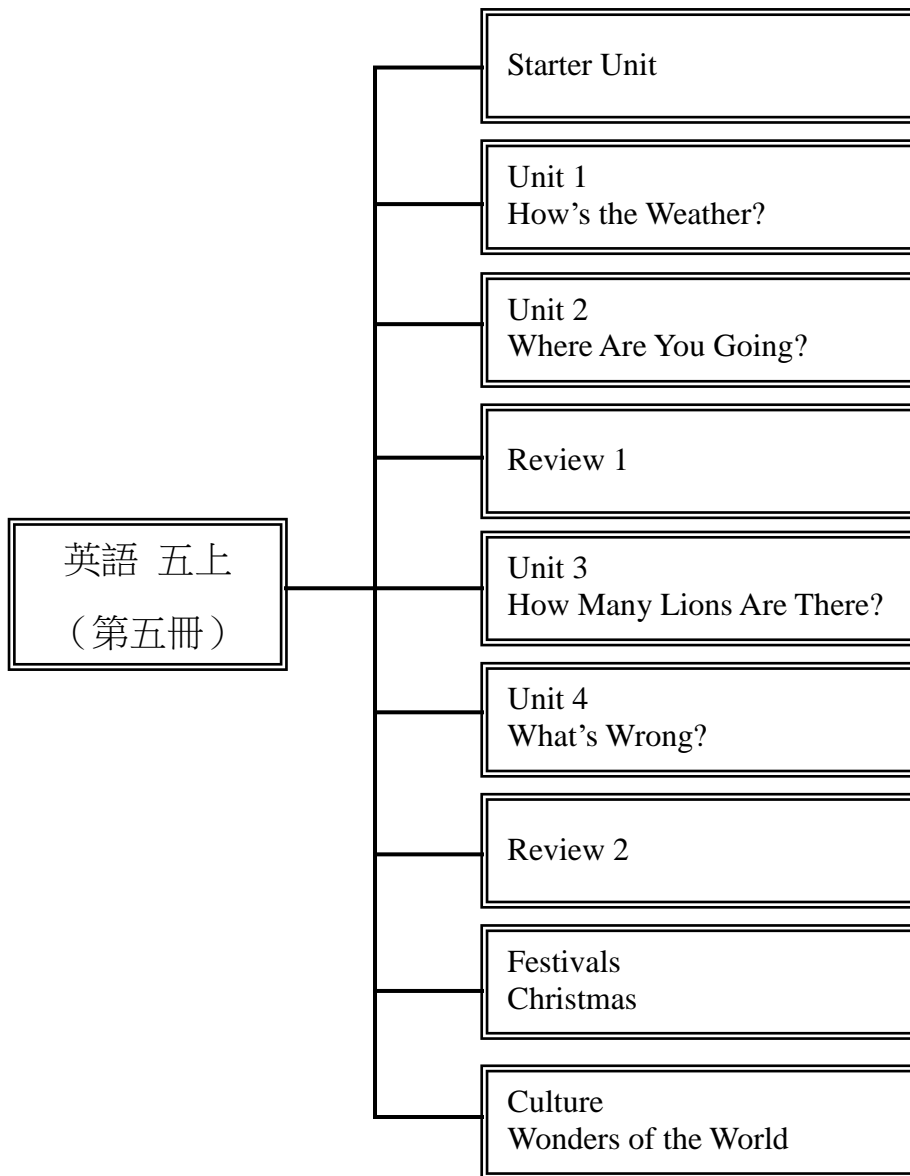 Starter Unit
Unit 1
How’s the Weather?
Unit 2
Where Are You Going?
Review 1
英語 五上
（第五冊）
Unit 3
How Many Lions Are There?
Unit 4
What’s Wrong?
Review 2
Festivals
Christmas
Culture
Wonders of the World